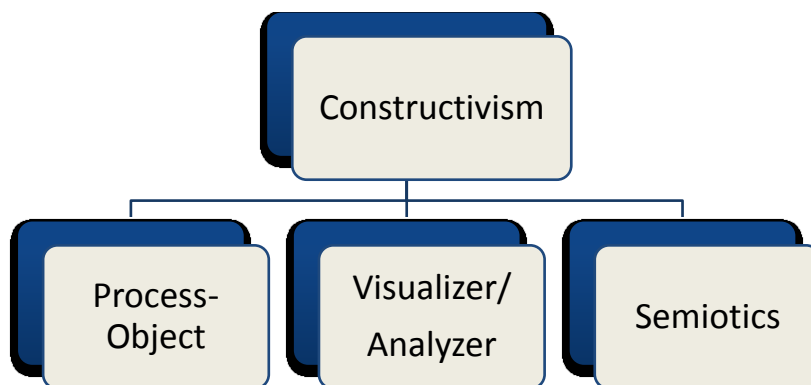 Constructivism
Process-
Object
Visualizer/
Analyzer
Semiotics